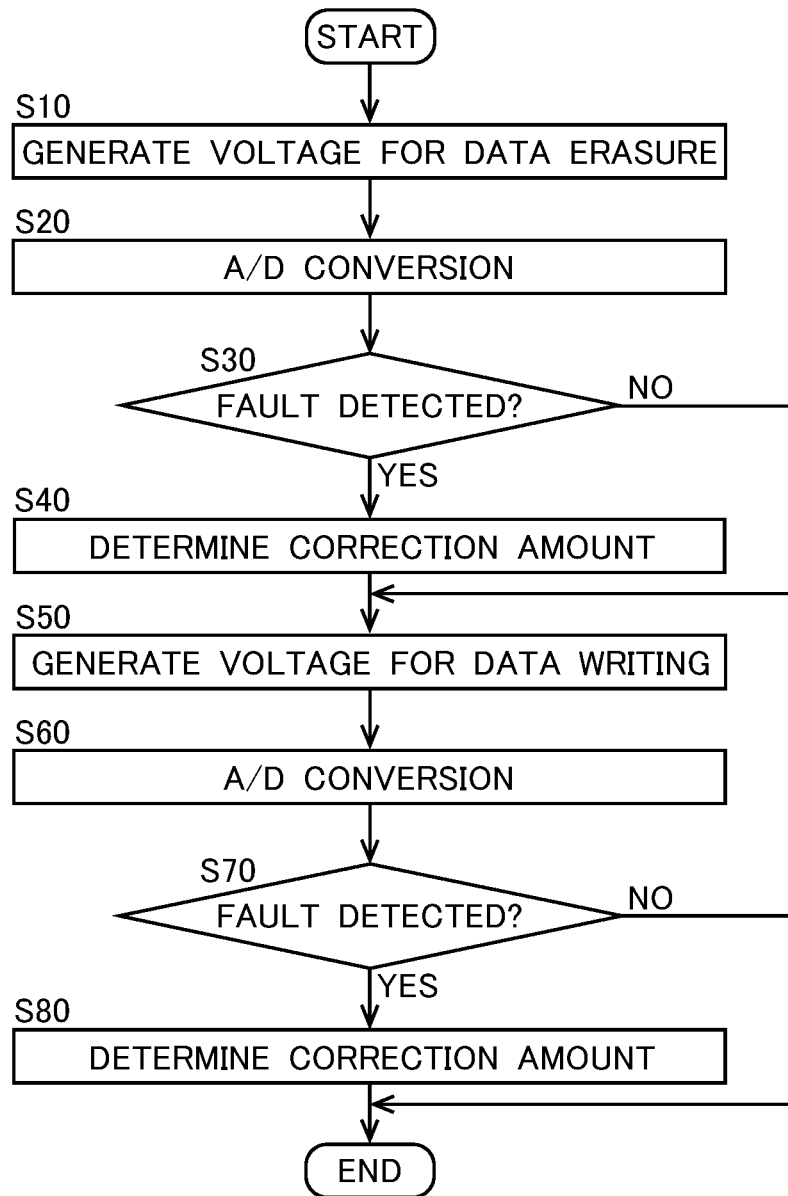 START
S10
GENERATE VOLTAGE FOR DATA ERASURE
S20
A/D CONVERSION
S30
FAULT DETECTED?
NO
YES
S40
DETERMINE CORRECTION AMOUNT
S50
GENERATE VOLTAGE FOR DATA WRITING
S60
A/D CONVERSION
S70
FAULT DETECTED?
NO
YES
S80
DETERMINE CORRECTION AMOUNT
END